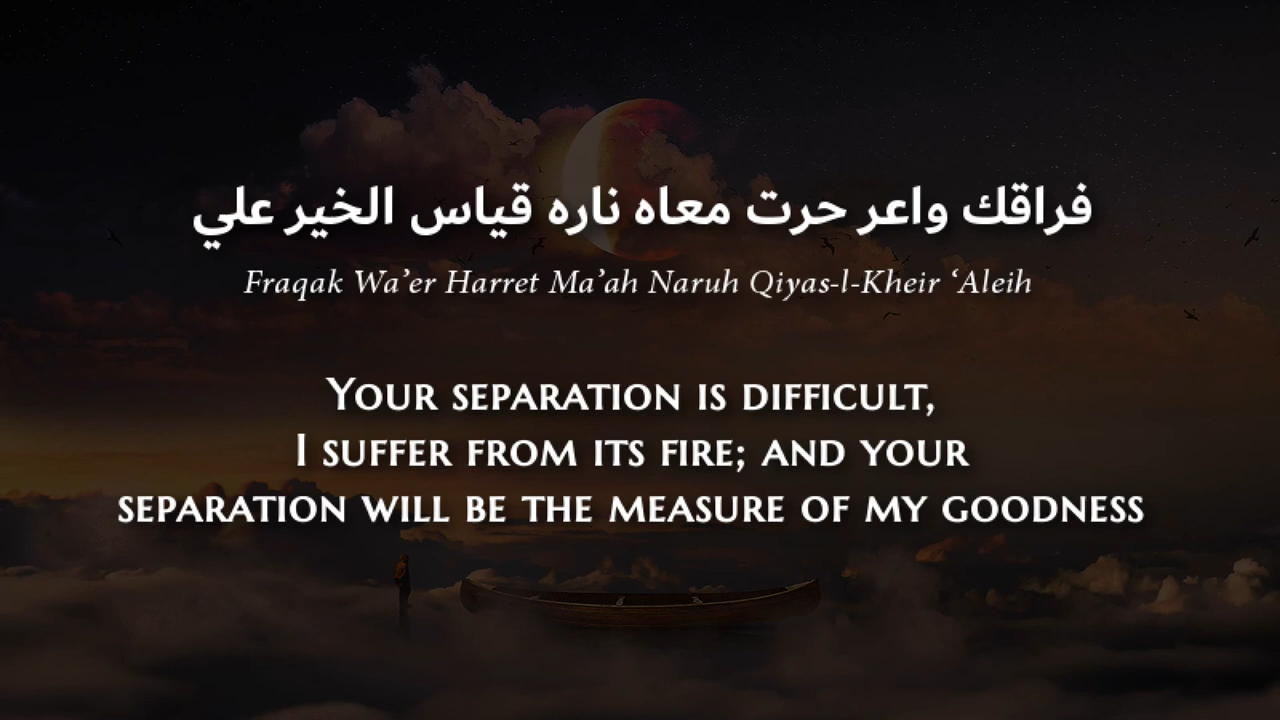 فراقك واعر حرت معاه ناره قياس الخير علي
Fraqak Wa’er Harret Ma’ah Naruh Qiyas-l-Kheir ‘Aleih
Your separation is difficult,
I suffer from its fire; and your
separation will be the measure of my goodness